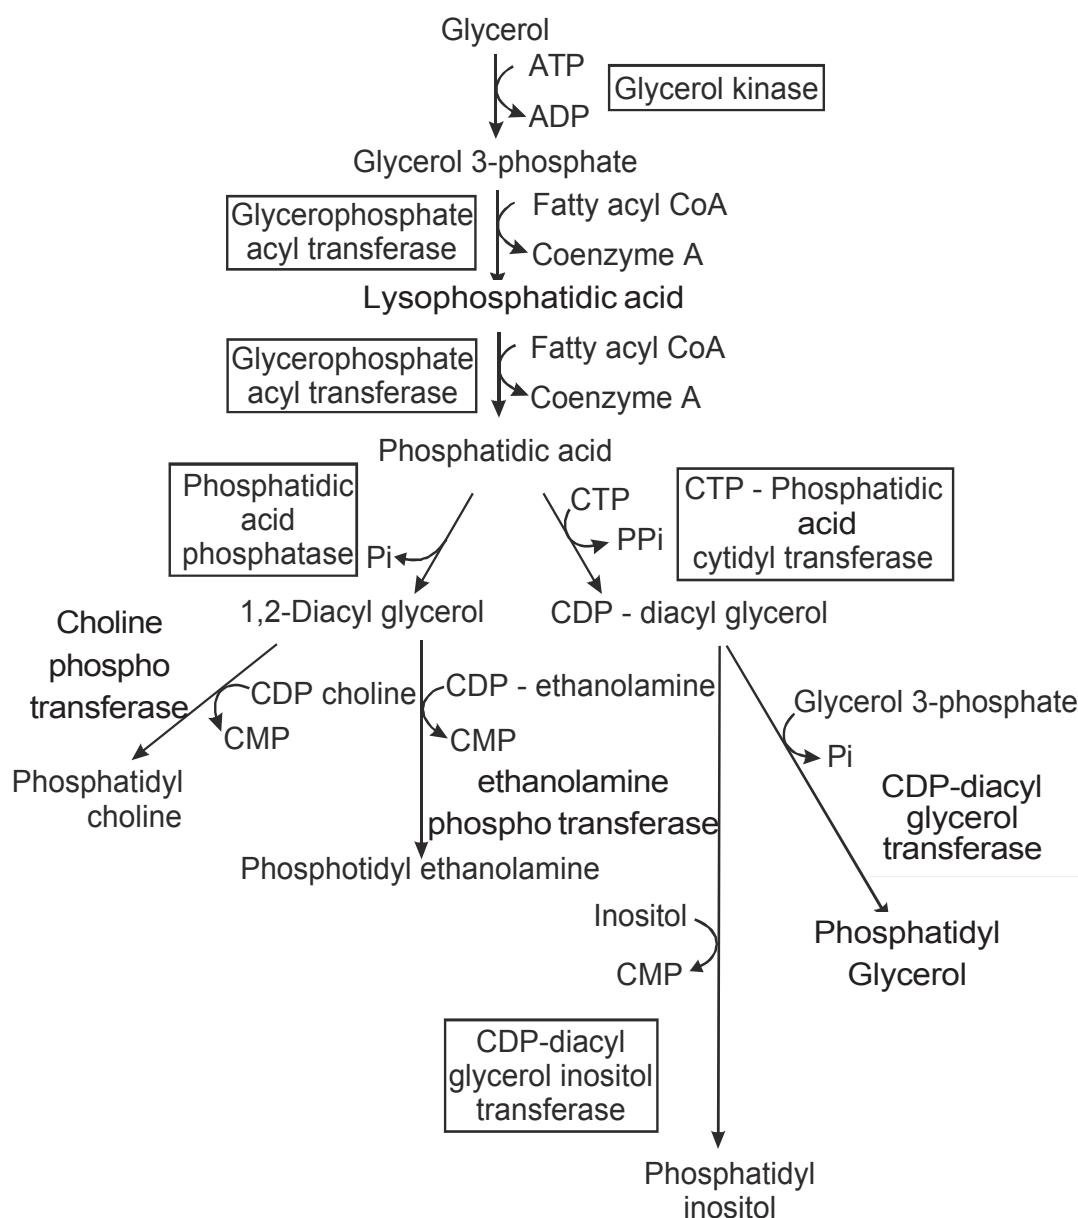 Glycerol
ATP
Glycerol kinase
ADP
Glycerol 3-phosphate
Glycerophosphate
acyl transferase
Fatty acyl CoA
Coenzyme A
Lysophosphatidic acid
Glycerophosphate
acyl transferase
Fatty acyl CoA
Coenzyme A
Phosphatidic acid
Phosphatidic
acid
phosphatase
Pi
CTP
PPi
CTP - Phosphatidic
acid
cytidyl transferase
1,2-Diacyl glycerol
CDP - diacyl glycerol
Choline
phospho
transferase
CDP choline
CMP
CDP - ethanolamine
CMP
Glycerol 3-phosphate
Pi
Phosphatidyl
choline
ethanolamine
phospho transferase
CDP-diacyl
glycerol
transferase
Phosphotidyl ethanolamine
Inositol
CMP
Phosphatidyl
Glycerol
CDP-diacyl
glycerol inositol
transferase
Phosphatidyl
inositol